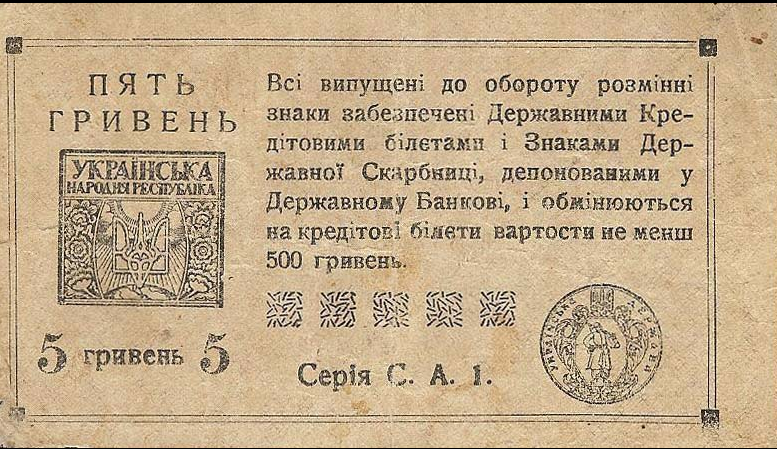 ПЯТЬ
ГРИВЕНЬ
УКРАЇНСЬКА
НАРОДНЯ РЕСПУБЛІКА
5 гривень 5
Всі випущені до обороту розмінні
знаки забезпечені Державними Кре-
дітовими білетами і Знаками Дер-
жавної Скарбниці, депонованими у
Державному Банкові, і обмінюються
на кредітові білети вартости не менш
500 гривень.
Серія С. А. 1.
УКРАЇНСЬКА ДЕРЖАВА